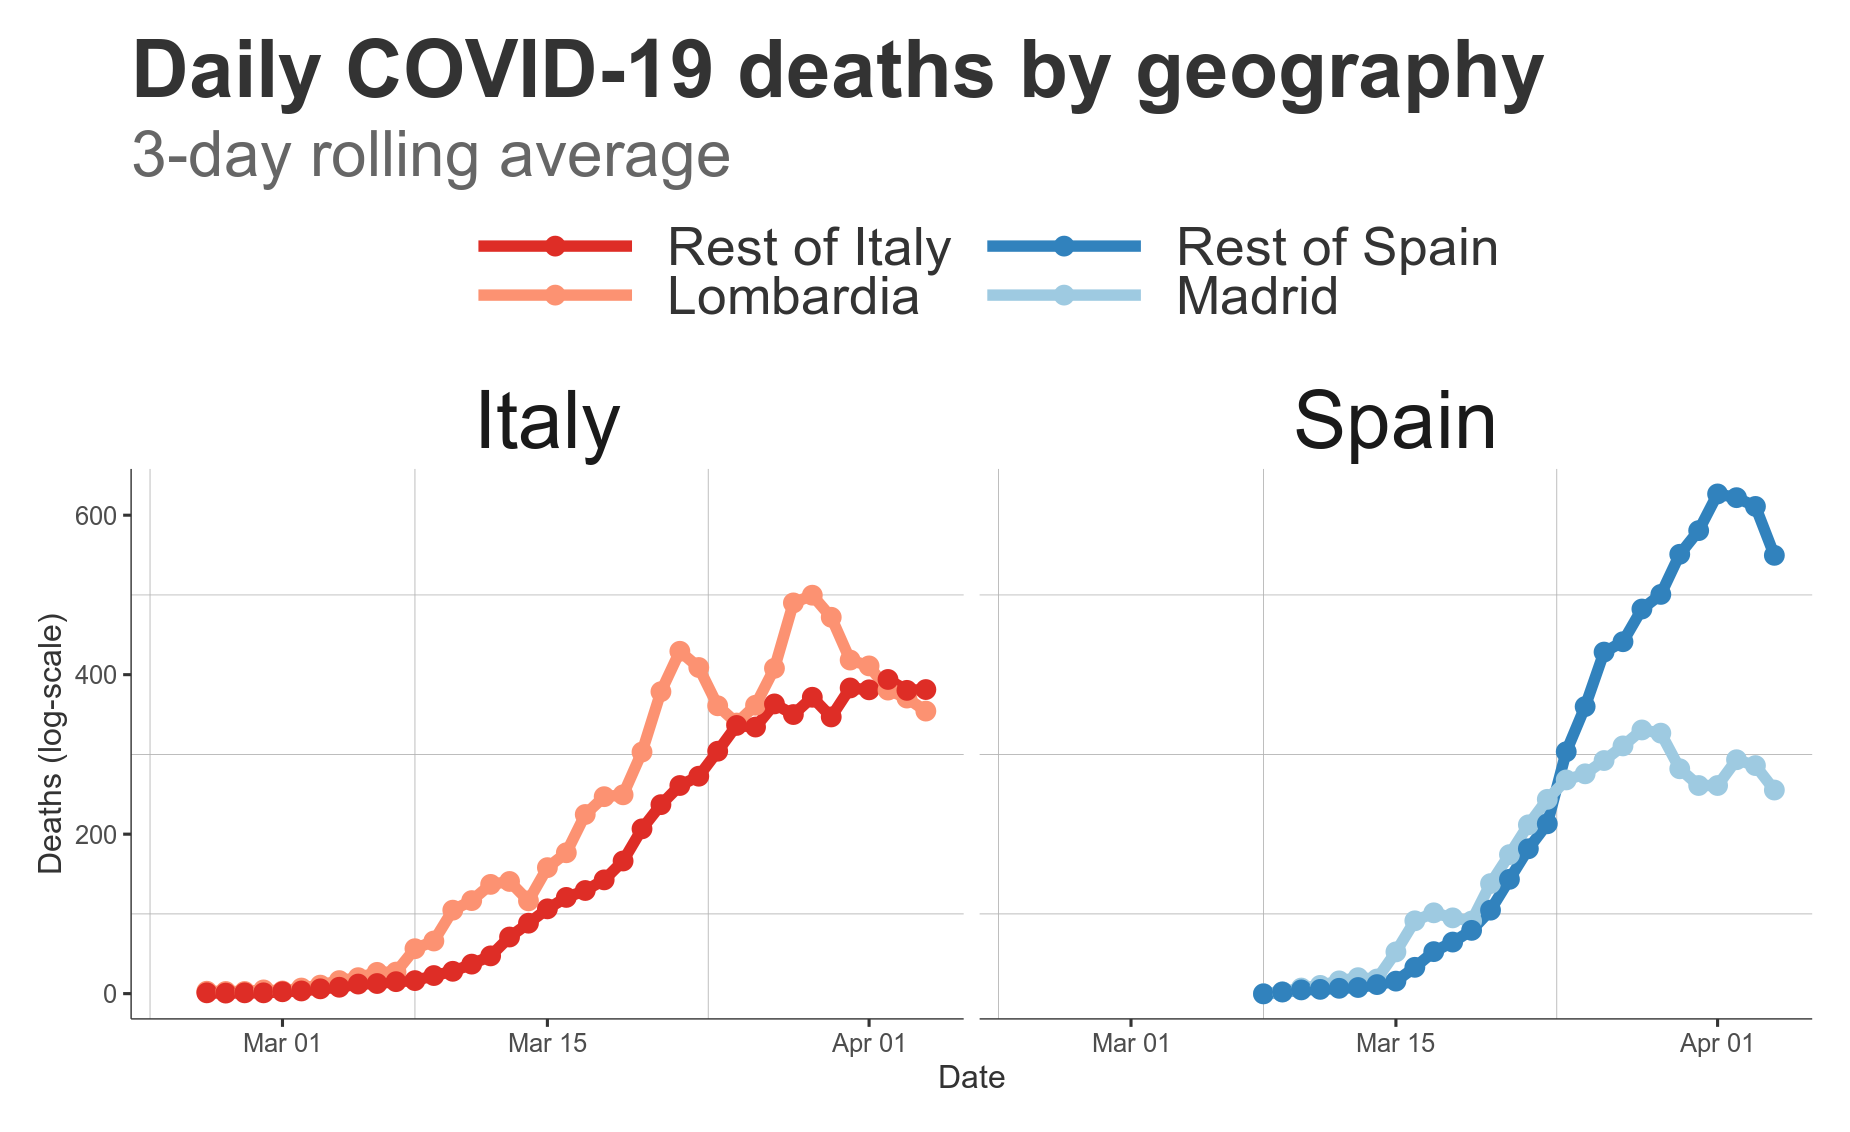 Daily COVID-19 deaths by geography
3-day rolling average
Rest of Italy Rest of Spain
Lombardia Madrid
Italy Spain
600
400
200
0
Deaths (log-scale)
Mar 01 Mar 15 Apr 01 Mar 01 Mar 15 Apr 01
Date